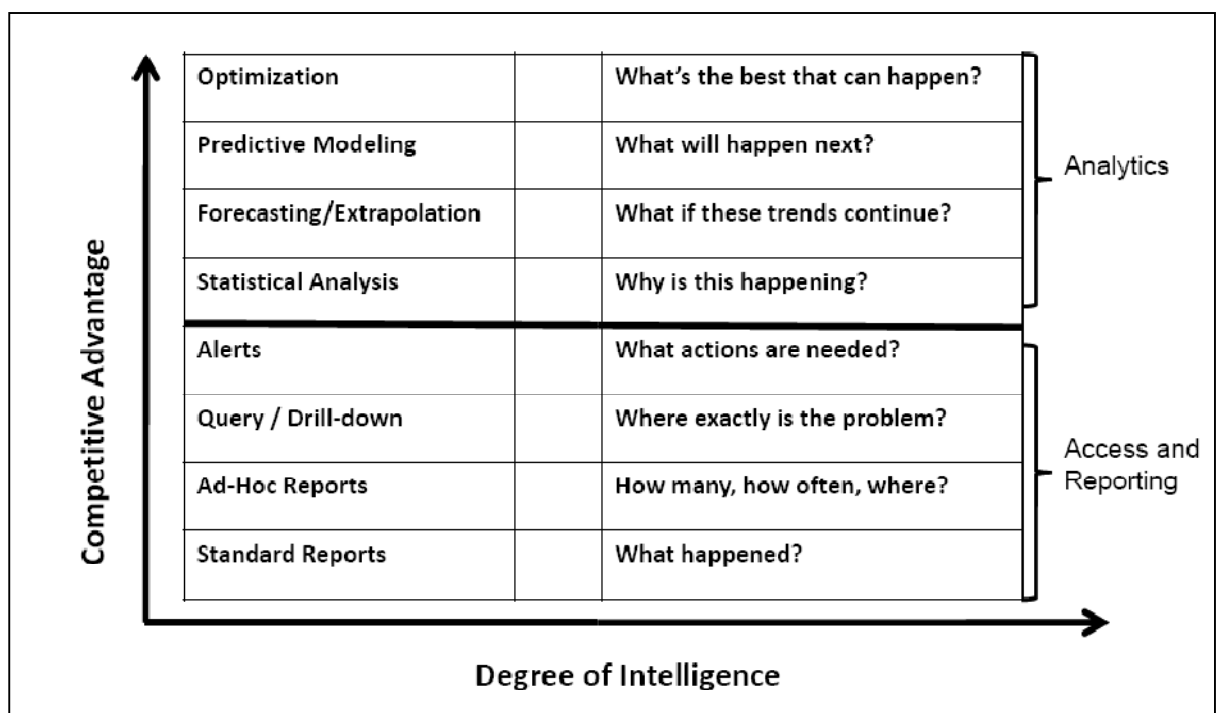 Competitive Advantage
Optimization
What's the best that can happen?
Predictive Modeling
What will happen next?
Forecasting/Extrapolation
What if these trends continue?
Statistical Analysis
Why is this happening?
Analytics
Alerts
What actions are needed?
Query / Drill-down
Where exactly is the problem?
Ad-Hoc Reports
How many, how often, where?
Standard Reports
What happened?
Access and
Reporting
Degree of Intelligence